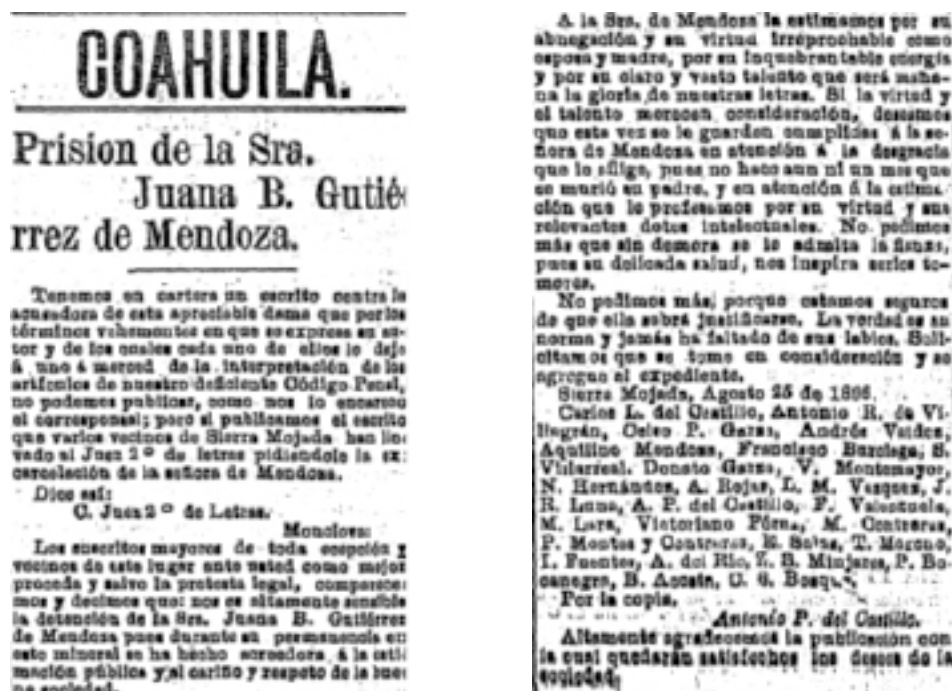 COAHUILA.
Prision de la Sra.
Juana B. Gutié
rrez de Mendoza.
Tenemos en cartera un escrito contra la
acusadora de esta apreciable dama que por los
términos vehementes en que se expresa su au-
tor y de los cuales cada uno de ellos le deja
á uno á merced de la interpretación de los
artículos de nuestro deficiente Código Penal,
no podemos publicar, como nos lo encarece
el corresponsal; pero sí publicamos el escrito
que varios vecinos de Sierra Mojada han lle
vado al Juez 2º de letras pidiendole la ex
carcelación de la señora de Mendoza.
Dice así:
C. Juez 2º de Letras.
Monclova:
Los suscritos mayores de toda ecepción y
vecinos de este lugar ante usted como mejor
proceda y salvo la protesta legal, comparece
mos y decimos que: nos es altamente sensible
la detención de la Sra. Juana B. Gutiérrez
de Mendoza pues durante su permanencia en
este mineral se ha hecho acreedora á la esti
mación pública y al cariño y respeto de la bue
na sociedad.
A la Sra. de Mendoza la estimamos por su
abnegación y su virtud irreprochable como
esposa y madre, por su inquebrantable energía
y por su claro y vasto talento que será maña-
na la gloria de nuestras letras. Si la virtud y
el talento merecen consideración, deseamos
que esta vez se le guarden cumplidas á la se-
ñora de Mendoza en atención á la desgracia
que la aflige, pues no hace aun ni un mes que
se murió su padre, y en atención á la estima-
ción que le profesamos por su virtud y sus
relevantes dotes intelectuales. No pedimos
más que sin demora se le admita la fianza,
pues su delicada salud, nos inspira serios te-
mores.
No pedimos más, porque estamos seguros
de que ella sabrá justificarse. La verdad es su
norma y jamás ha faltado de sus labios. Soli-
citamos que se tome en consideración y se
agregue al expediente.
Sierra Mojada, Agosto 25 de 1896.
Carlos L. del Castillo, Antonio R. de Vi-
llagrán, Celso P. Garza, Andrés Valdez,
Aquilino Mendoza, Francisco Barciaga, S.
Vidarreal. Donato Garza, V. Montemayor,
N. Hernández, A. Rojas, L. M. Vasquez, J.
R. Luna, A. P. del Castillo, F. Valenzuela,
M. Lara, Victoriano M. Contreras,
P. Montes y Contreras, E. Salas, T. Moreno,
I. Fuentes, A. del Rio, Z. B. Minjares, P. Bo-
canegra, B. Acosta, U. G. Bosque.
Por la copia.
Antonio P. del Castillo.
Altamente agradecemos la publicación con
la cual quedarán satisfechos los deseos de la
sociedad.